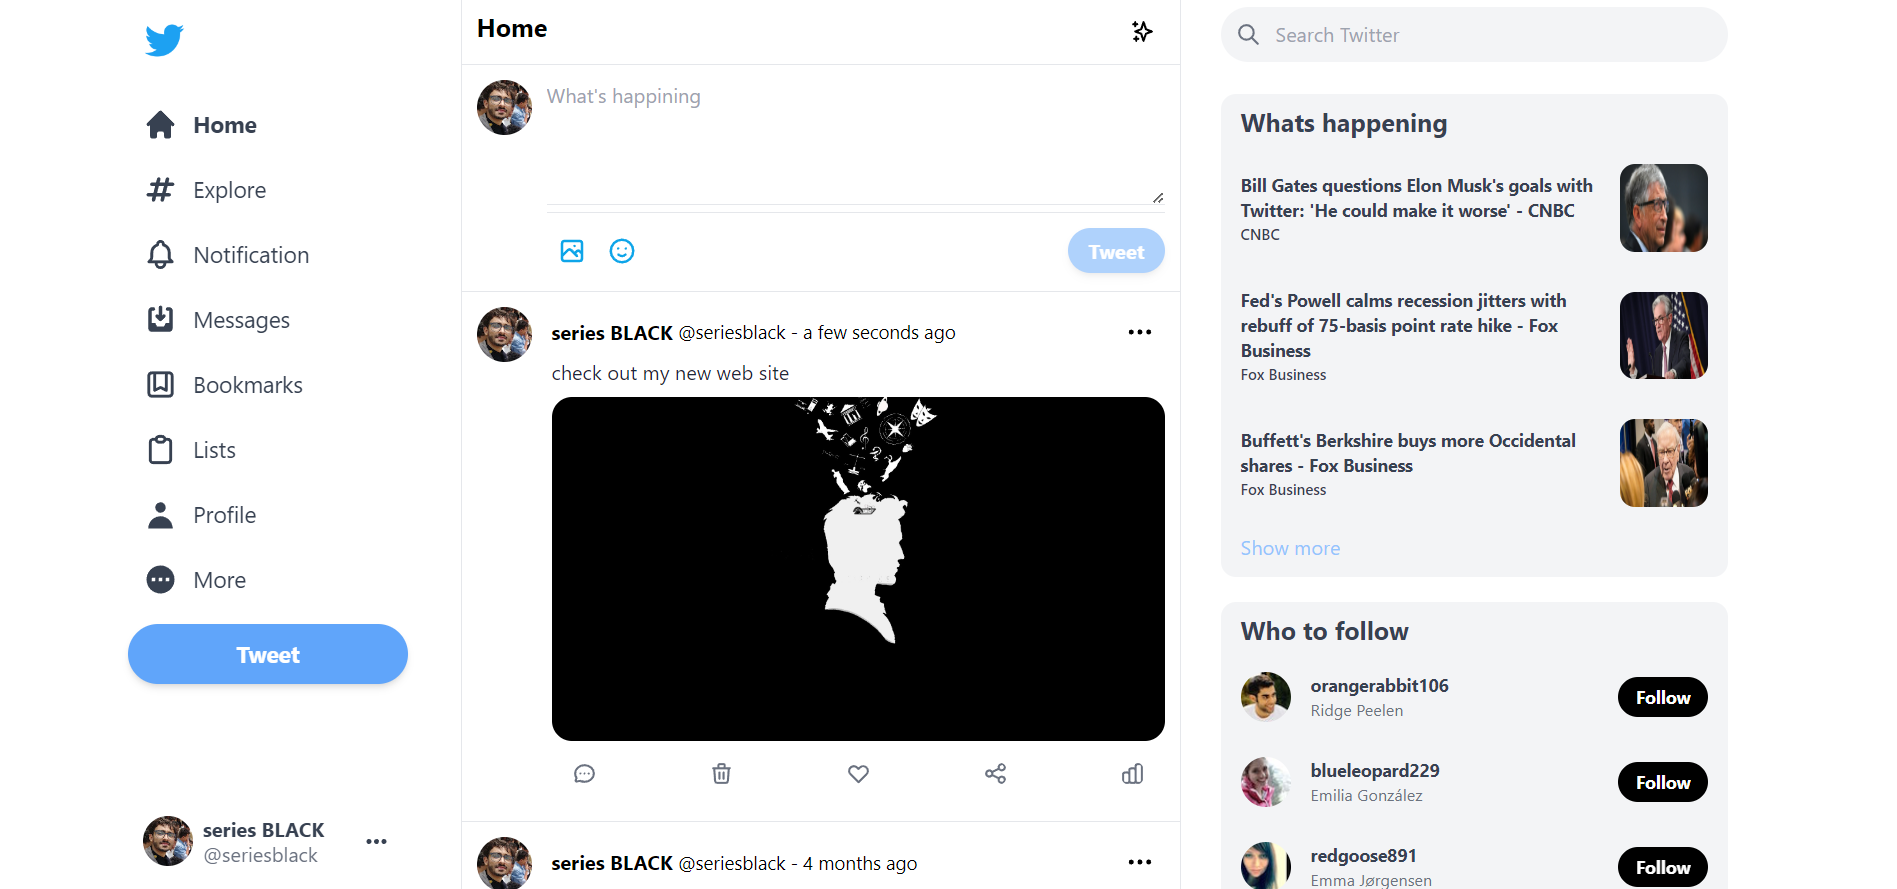 Home
Explore
Notification
Messages
Bookmarks
Lists
Profile
More
Tweet
series BLACK
@seriesblack
Home
What's happining
Tweet
series BLACK @seriesblack - a few seconds ago
check out my new web site
series BLACK @seriesblack - 4 months ago
Search Twitter
Whats happening
Bill Gates questions Elon Musk's goals with
Twitter: 'He could make it worse' - CNBC
CNBC
Fed's Powell calms recession jitters with
rebuff of 75-basis point rate hike - Fox
Business
Fox Business
Buffett's Berkshire buys more Occidental
shares - Fox Business
Fox Business
Show more
Who to follow
orangerabbit106
Ridge Peelen
Follow
blueleopard229
Emilia González
Follow
redgoose891
Emma Jørgensen
Follow